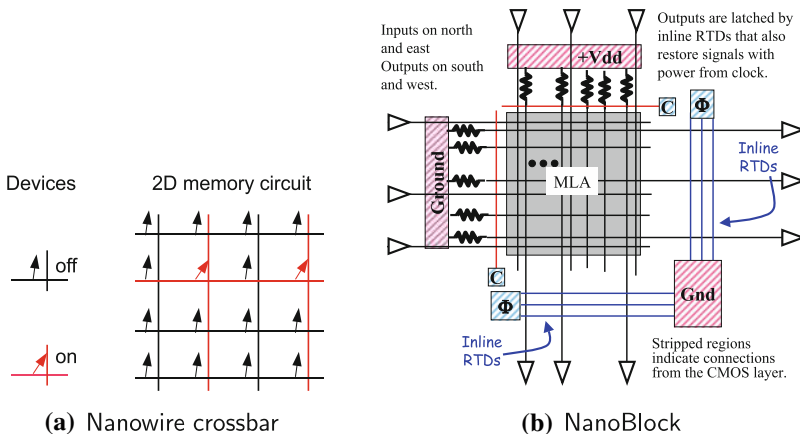 Devices
2D memory circuit
off
on
(a) Nanowire crossbar
Inputs on north
and east
Outputs on south
and west.
Outputs are latched by
inline RTDs that also
restore signals with
power from clock.
+Vdd
C
Φ
Ground
MLA
Inline
RTDs
C
Φ
Gnd
Inline
RTDs
Stripped regions
indicate connections
from the CMOS layer.
(b) NanoBlock